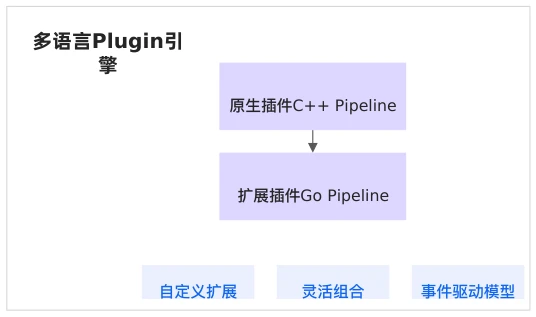 多语言Plugin引
擎
原生插件C++ Pipeline
扩展插件Go Pipeline
自定义扩展
灵活组合
事件驱动模型